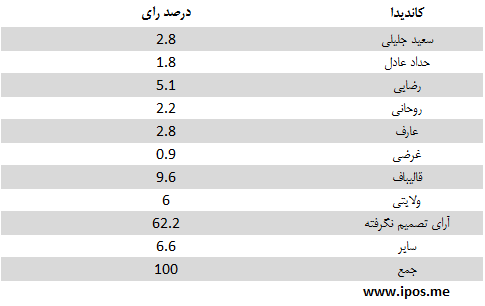 کاندیدا درصد رای
سعید جلیلی 2.8
حداد عادل 1.8
رضایی 5.1
روحانی 2.2
عارف 2.8
غرضی 0.9
قالیباف 9.6
ولایتی 6
آرای تصمیم نگرفته 62.2
سایر 6.6
جمع 100
www.ipos.me